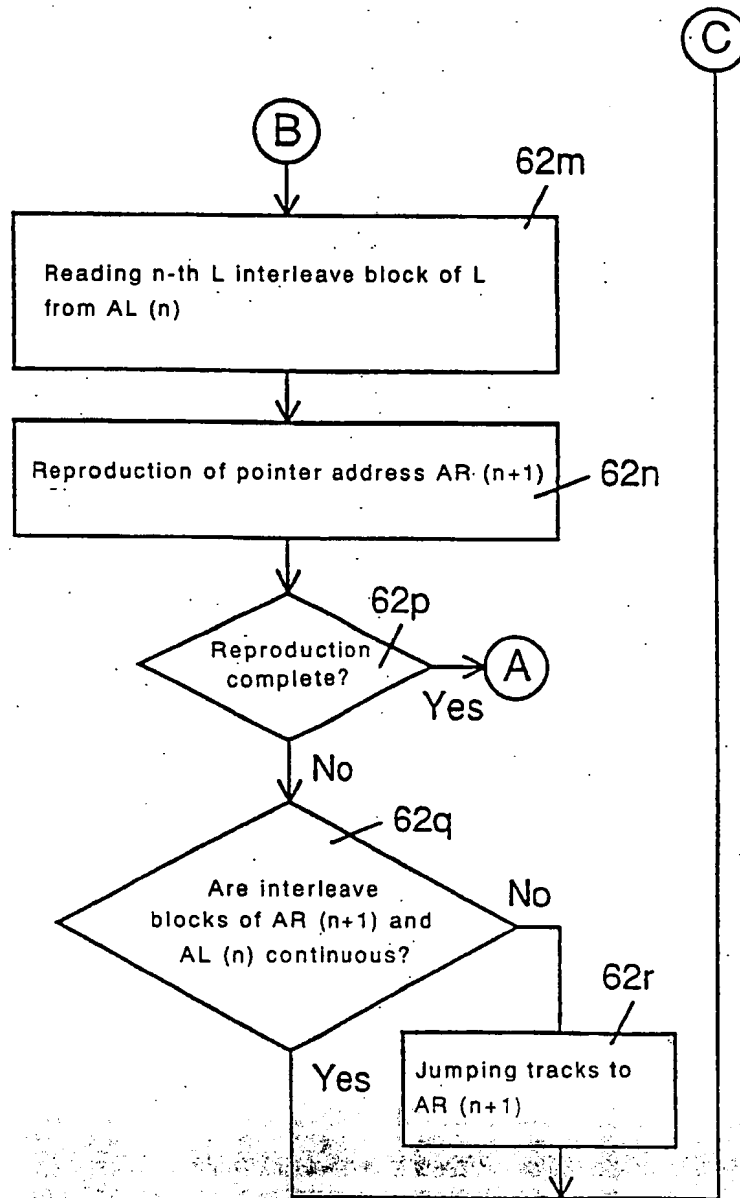 C
B
62m
Reading n-th L interleave block of L
from AL (n)
Reproduction of pointer address AR (n+1)
62n
62p
Reproduction
complete?
A
Yes
No
62q
Are interleave
blocks of AR (n+1) and
AL (n) continuous?
No
62r
Yes
Jumping tracks to
AR (n+1)